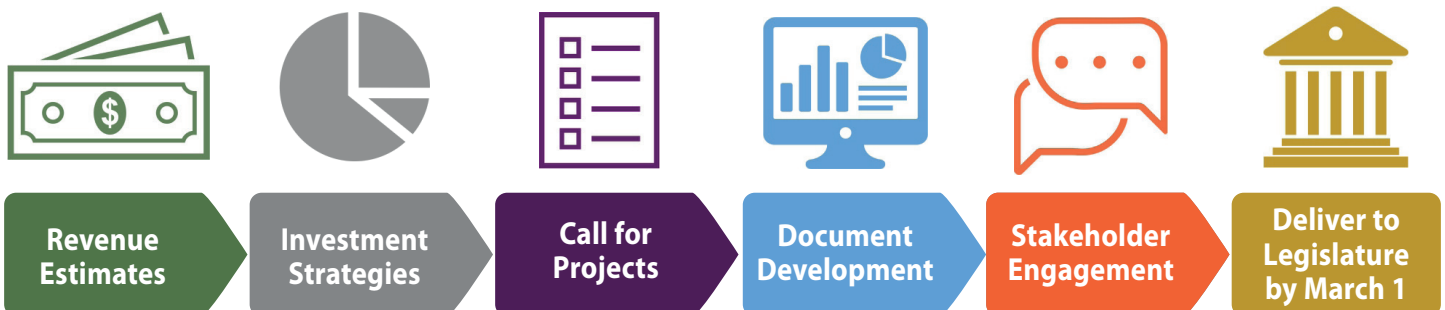 $
Revenue
Estimates
Investment
Strategies
Call for
Projects
Document
Development
Stakeholder
Engagement
Deliver to
Legislature
by March 1